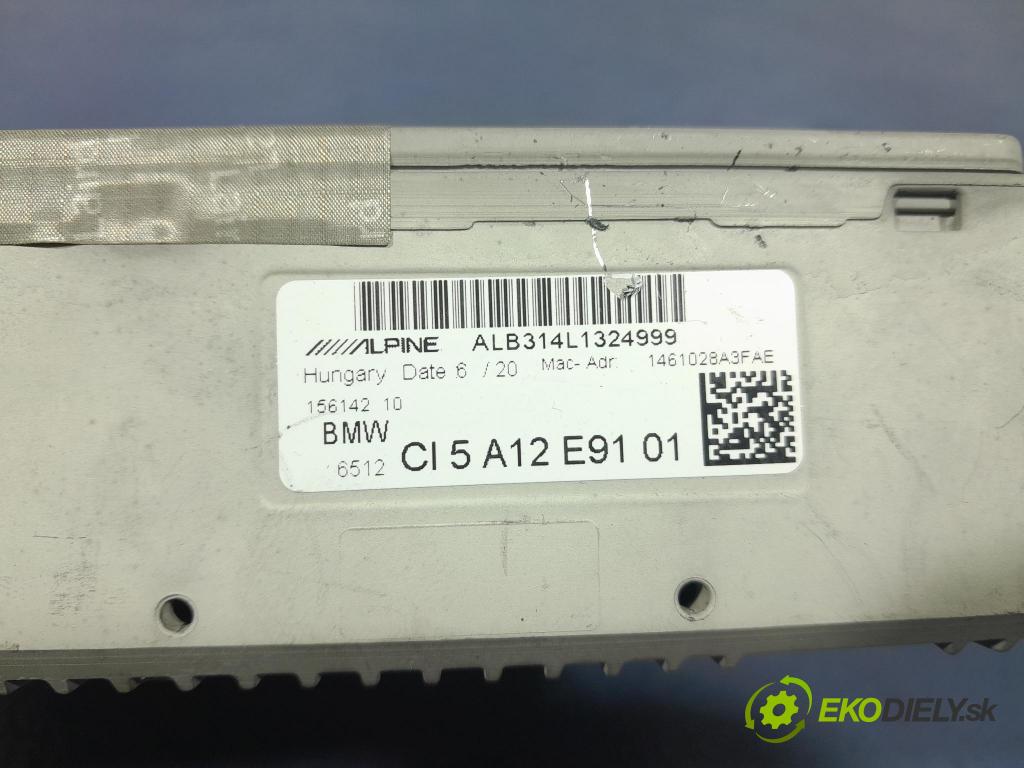 ALPINE ALB314L1324999
Hungary Date 6 / 20 Mac- Adr: 1461028A3FAE
156142 10
BMW
6512 CI 5 A12 E91 01
EKODIELY.sk